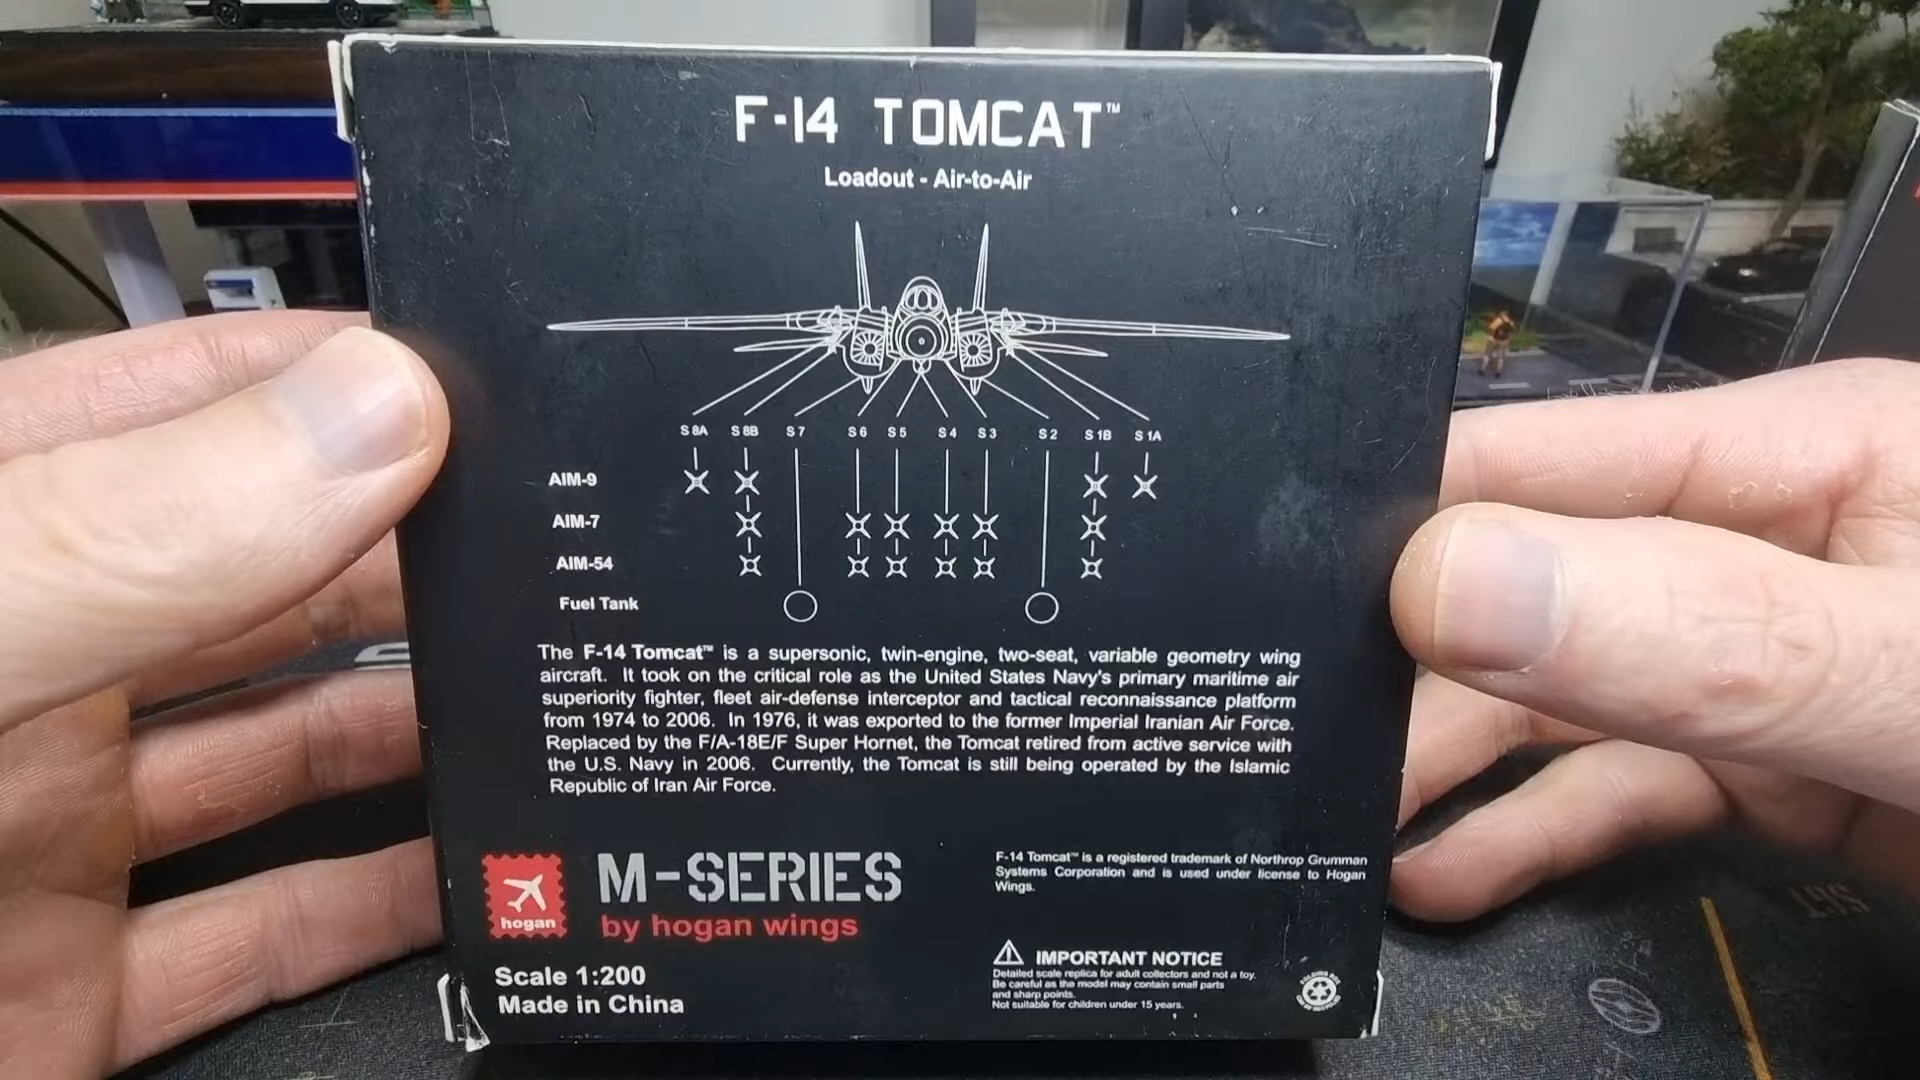 F-14 TOMCAT™
Loadout - Air-to-Air
S 8A S 8B S 7 S 6 S 5 S 4 S 3 S 2 S 1B S 1A
AIM-9
AIM-7
AIM-54
Fuel Tank
The F-14 Tomcat™ is a supersonic, twin-engine, two-seat, variable geometry wing
aircraft. It took on the critical role as the United States Navy's primary maritime air
superiority fighter, fleet air-defense interceptor and tactical reconnaissance platform
from 1974 to 2006. In 1976, it was exported to the former Imperial Iranian Air Force.
Replaced by the F/A-18E/F Super Hornet, the Tomcat retired from active service with
the U.S. Navy in 2006. Currently, the Tomcat is still being operated by the Islamic
Republic of Iran Air Force.
hogan
M-SERIES
by hogan wings
Scale 1:200
Made in China
F-14 Tomcat™ is a registered trademark of Northrop Grumman
Systems Corporation and is used under license to Hogan
Wings.
IMPORTANT NOTICE
Detailed scale replica for adult collectors and not a toy.
Be careful as the model may contain small parts
and sharp points.
Not suitable for children under 15 years.